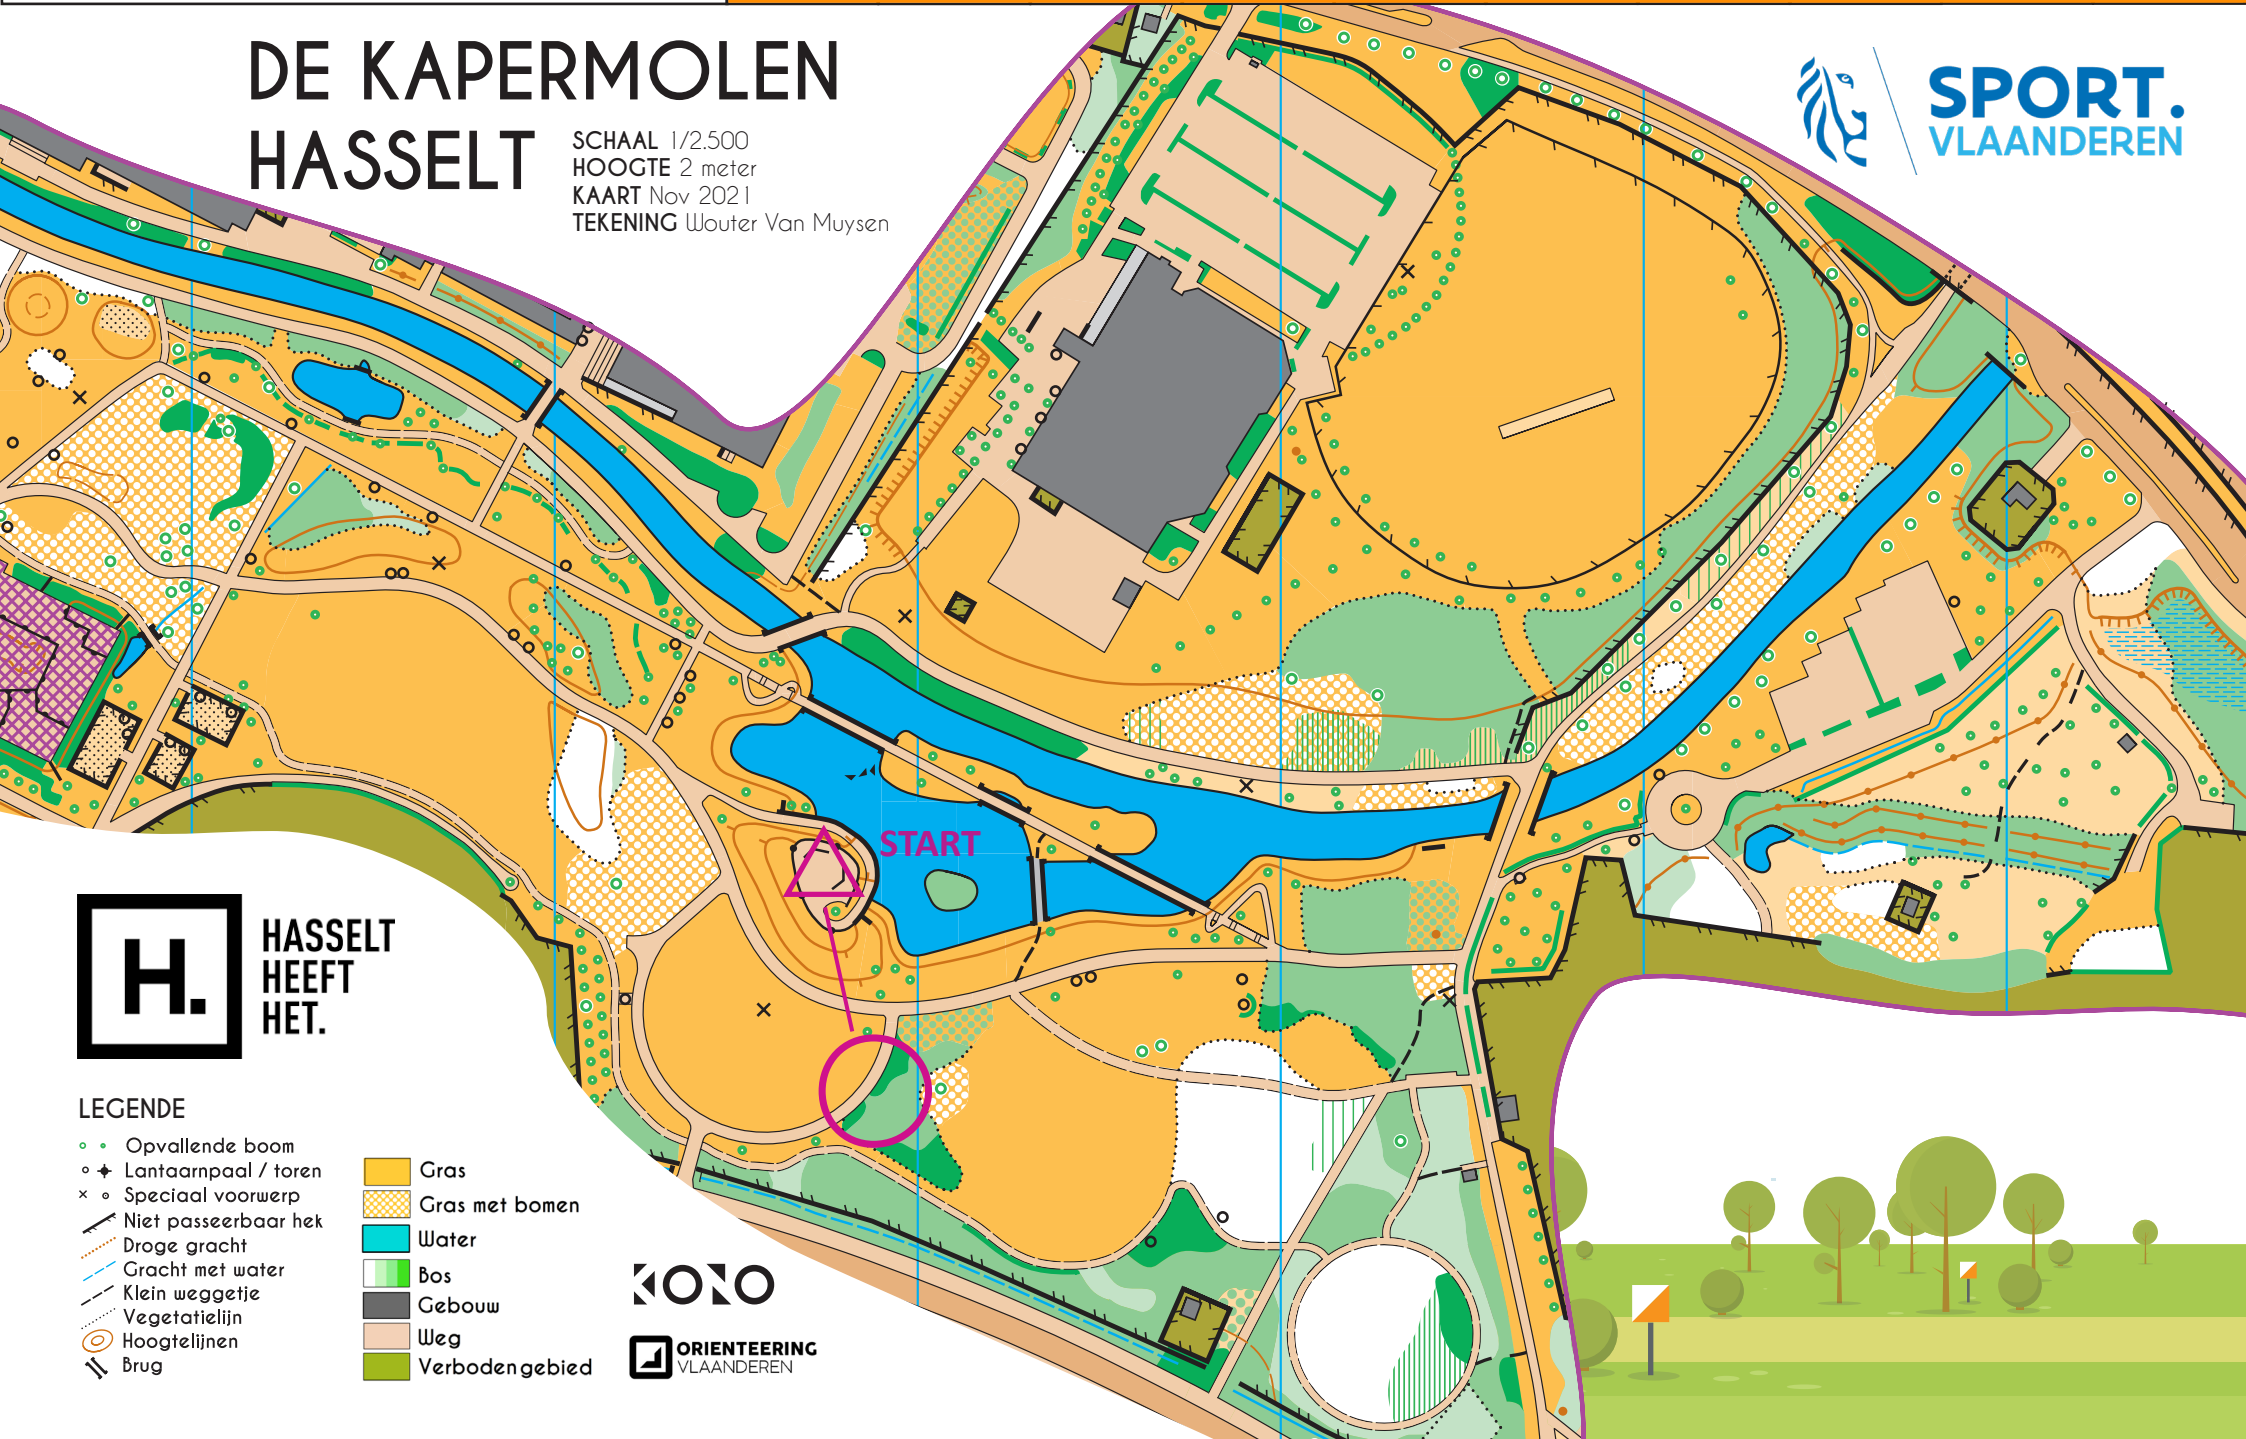 DE KAPERMOLEN
HASSELT
SCHAAL 1/2.500
HOOGTE 2 meter
KAART Nov 2021
TEKENING Wouter Van Muysen
SPORT.
VLAANDEREN
START
H.
HASSELT
HEEFT
HET.
LEGENDE
Opvallende boom
Lantaarnpaal / toren
Speciaal voorwerp
Niet passeerbaar hek
Droge gracht
Gracht met water
Klein weggetje
Vegetatielijn
Hoogtelijnen
Brug
Gras
Gras met bomen
Water
Bos
Gebouw
Weg
Verboden gebied
KONO
ORIENTEERING
VLAANDEREN